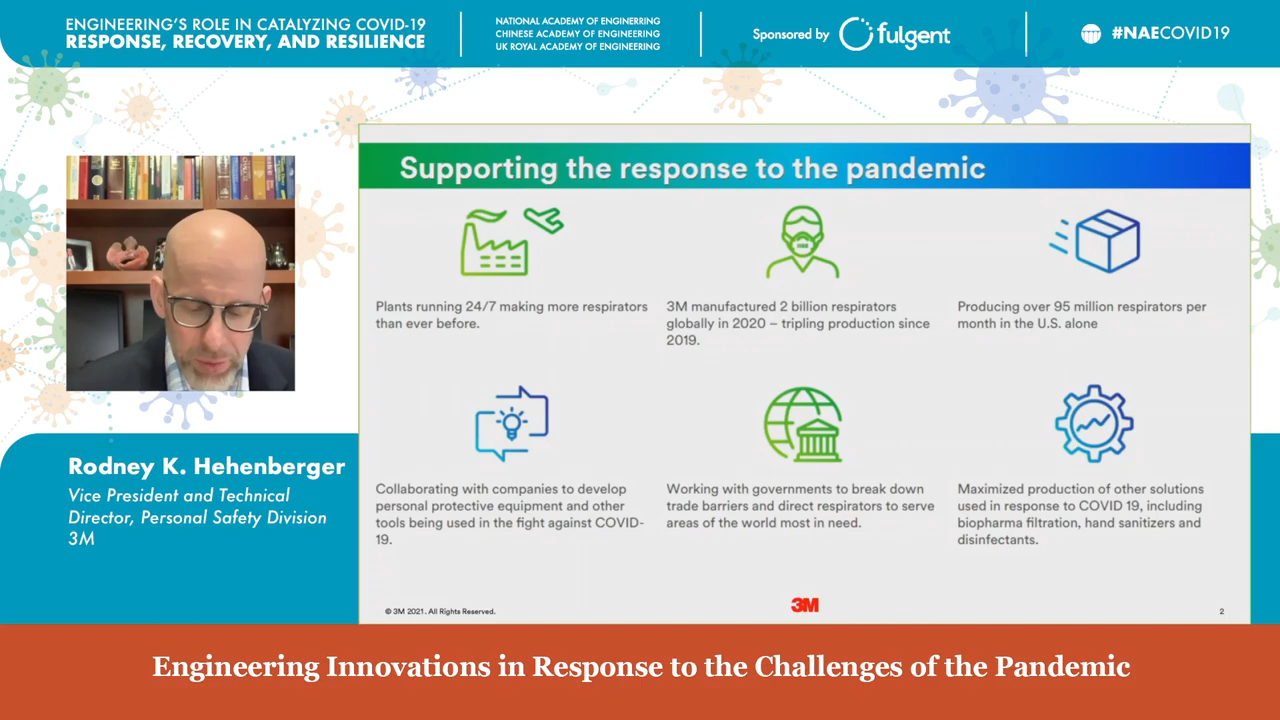 ENGINEERING'S ROLE IN CATALYZING COVID-19
RESPONSE, RECOVERY, AND RESILIENCE
NATIONAL ACADEMY OF ENGINERRING
CHINESE ACADEMY OF ENGINEERING
UK ROYAL ACADEMY OF ENGINEERING
Sponsored by fulgent
#NAECOVID19
Supporting the response to the pandemic
Plants running 24/7 making more respirators
than ever before.
3M manufactured 2 billion respirators
globally in 2020 – tripling production since
2019.
Producing over 95 million respirators per
month in the U.S. alone
Collaborating with companies to develop
personal protective equipment and other
tools being used in the fight against COVID-
19.
Working with governments to break down
trade barriers and direct respirators to serve
areas of the world most in need.
Maximized production of other solutions
used in response to COVID 19, including
biopharma filtration, hand sanitizers and
disinfectants.
© 3M 2021. All Rights Reserved.
3M
2
Rodney K. Hehenberger
Vice President and Technical
Director, Personal Safety Division
3M
Engineering Innovations in Response to the Challenges of the Pandemic